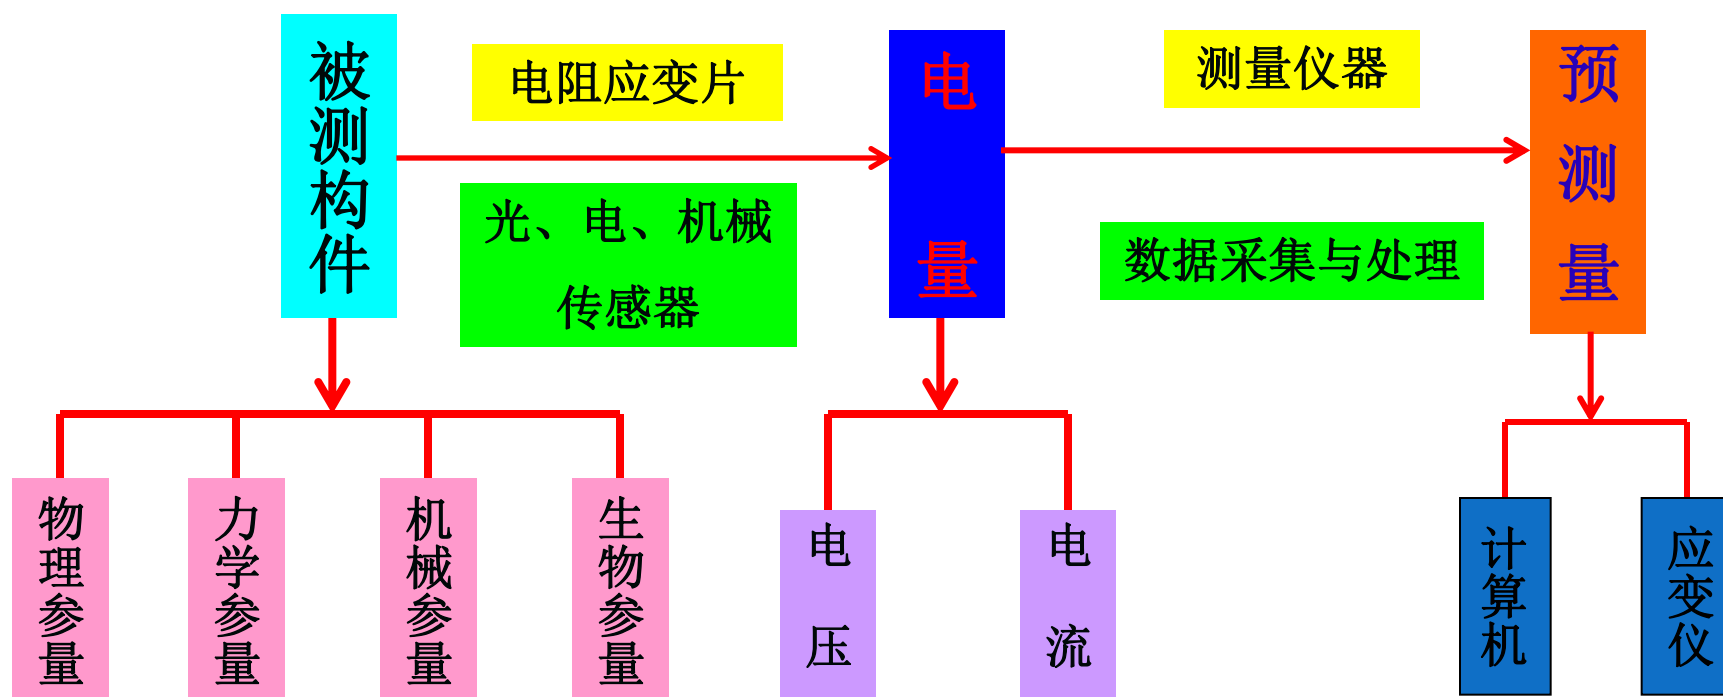 被测构件
电阻应变片
光、电、机械
传感器
电量
测量仪器
数据采集与处理
预测量
物理参量
力学参量
机械参量
生物参量
电压
电流
计算机
应变仪